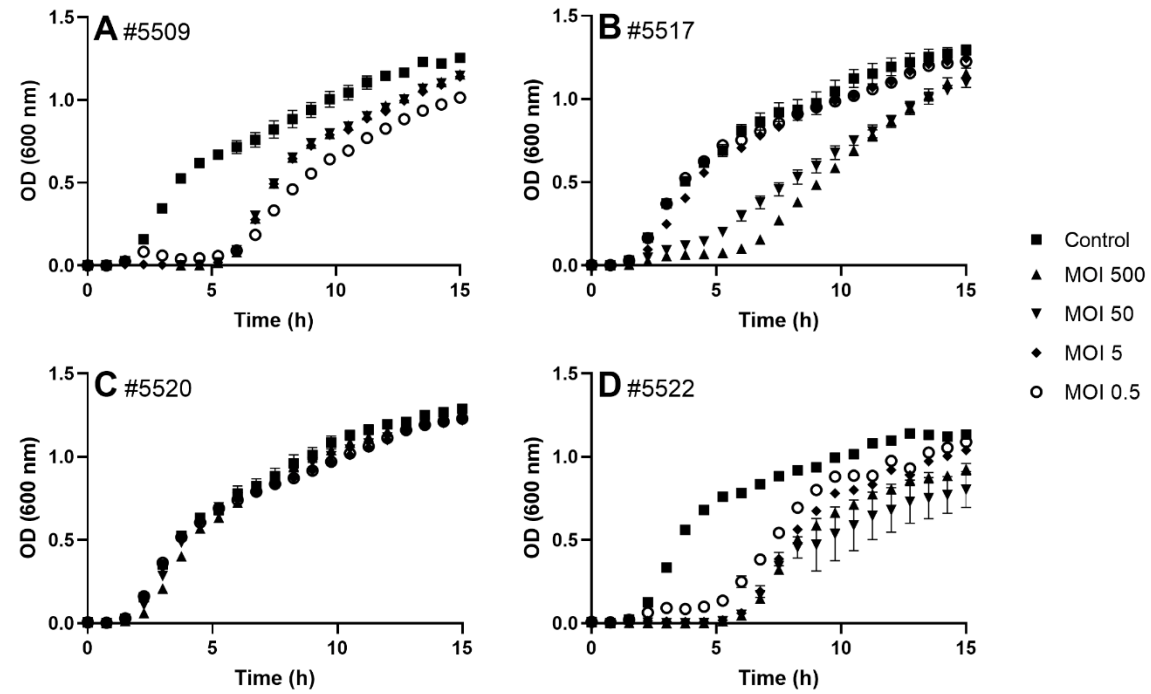 A #5509
OD (600 nm)
1.5
1.0
0.5
0.0
0 5 10 15
Time (h)
B #5517
OD (600 nm)
1.5
1.0
0.5
0.0
0 5 10 15
Time (h)
Control
MOI 500
MOI 50
MOI 5
MOI 0.5
C #5520
OD (600 nm)
1.5
1.0
0.5
0.0
0 5 10 15
Time (h)
D #5522
OD (600 nm)
1.5
1.0
0.5
0.0
0 5 10 15
Time (h)